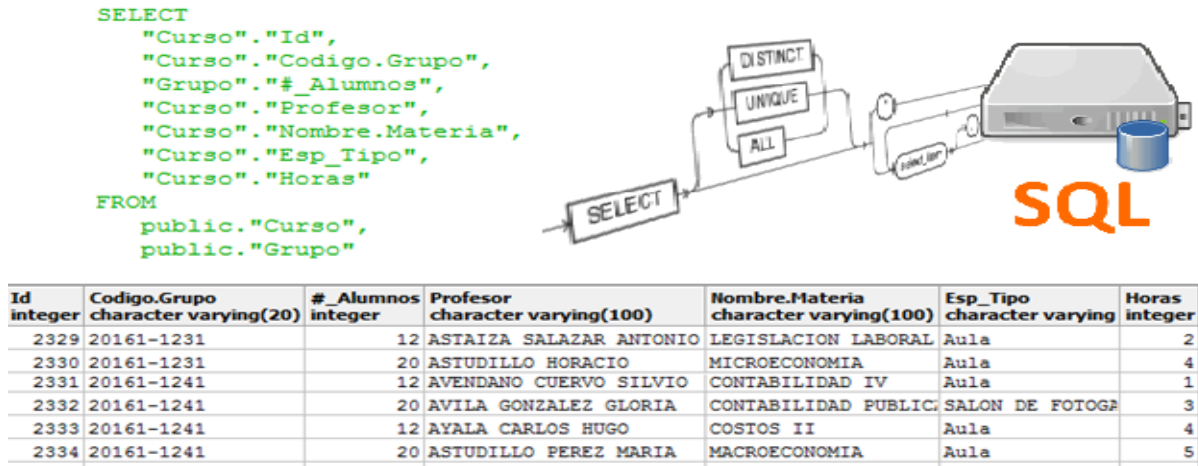 SELECT
"Curso"."Id",
"Curso"."Codigo.Grupo",
"Grupo"."#_Alumnos",
"Curso"."Profesor",
"Curso"."Nombre.Materia",
"Curso"."Esp_Tipo",
"Curso"."Horas"
FROM
public."Curso",
public."Grupo"
DISTINCT
UNIQUE
ALL
SELECT
*
select_item
,
SQL
Id Codigo.Grupo #_Alumnos Profesor Nombre.Materia Esp_Tipo Horas
integer character varying(20) integer character varying(100) character varying(100) character varying integer
2329 20161-1231 12 ASTAIZA SALAZAR ANTONIO LEGISLACION LABORAL Aula 2
2330 20161-1231 20 ASTUDILLO HORACIO MICROECONOMIA Aula 4
2331 20161-1241 12 AVENDANO CUERVO SILVIO CONTABILIDAD IV Aula 1
2332 20161-1241 20 AVILA GONZALEZ GLORIA CONTABILIDAD PUBLIC SALON DE FOTOGA 3
2333 20161-1241 12 AYALA CARLOS HUGO COSTOS II Aula 4
2334 20161-1241 20 ASTUDILLO PEREZ MARIA MACROECONOMIA Aula 5